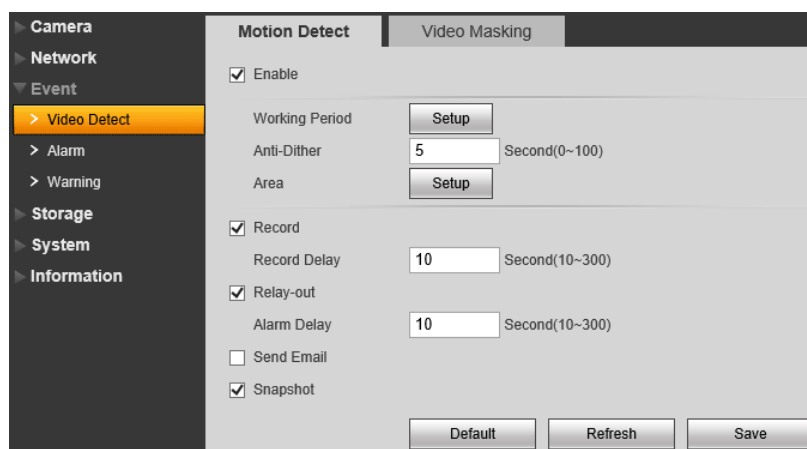 Camera
Network
Event
Video Detect
Alarm
Warning
Storage
System
Information
Motion Detect
Video Masking
Enable
Working Period
Setup
Anti-Dither
5
Second(0~100)
Area
Setup
Record
Record Delay
10
Second(10~300)
Relay-out
Alarm Delay
10
Second(10~300)
Send Email
Snapshot
Default
Refresh
Save